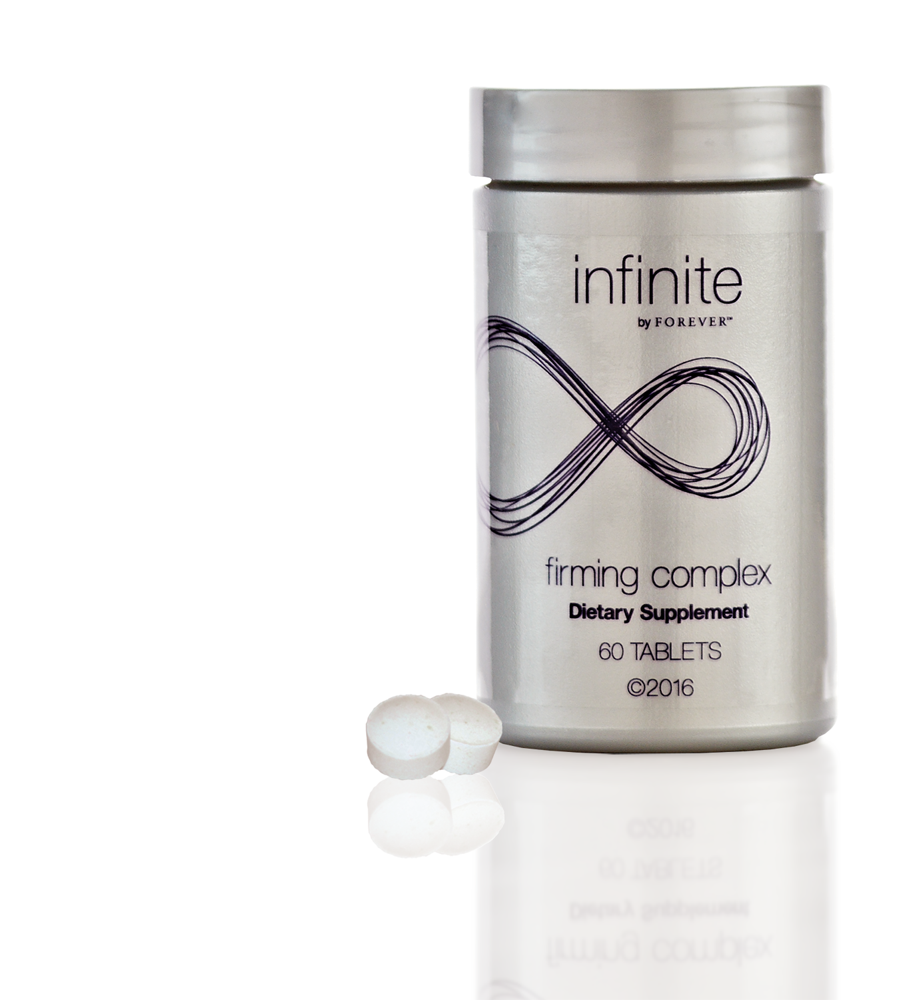 infinite
by FOREVER™
firming complex
Dietary Supplement
60 TABLETS
©2016